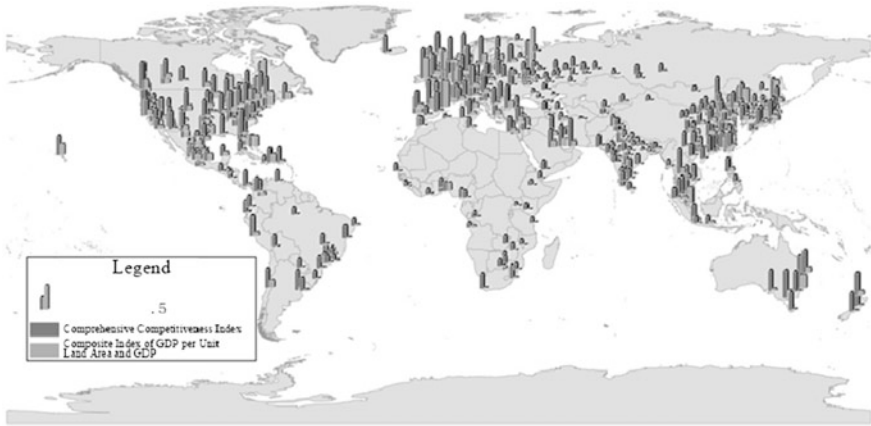 Legend
.5
Comprehensive Competitiveness Index
Composite Index of GDP per Unit
Land Area and GDP